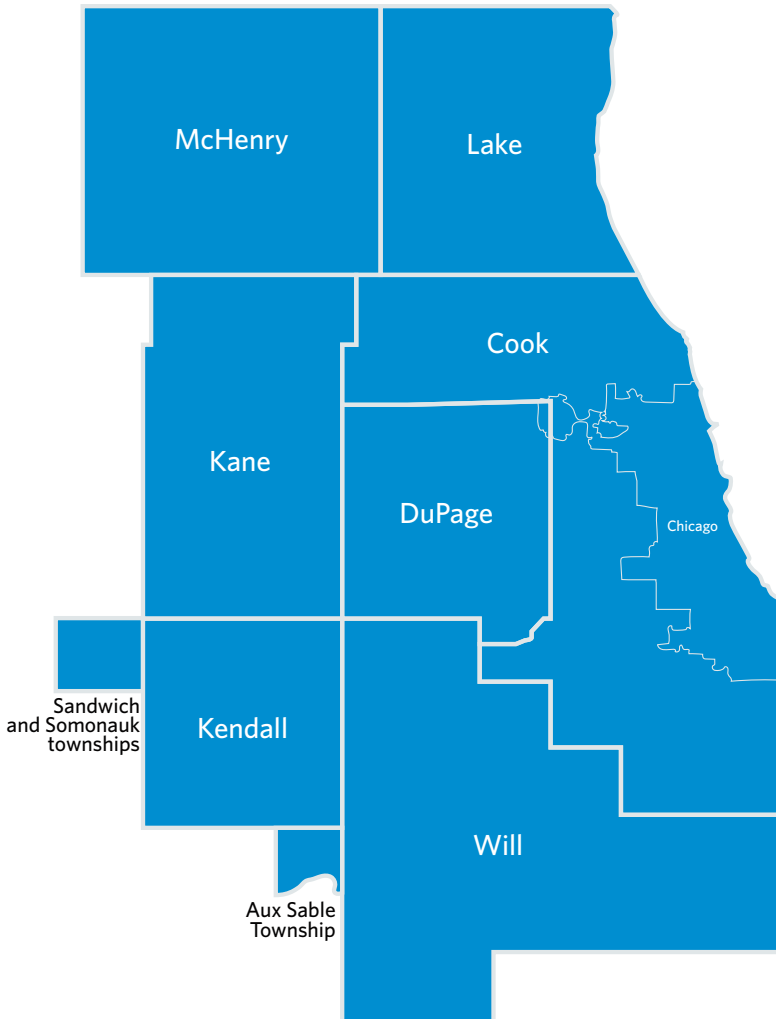 McHenry
Lake
Cook
Kane
DuPage
Chicago
Sandwich
and Somonauk
townships
Kendall
Will
Aux Sable
Township